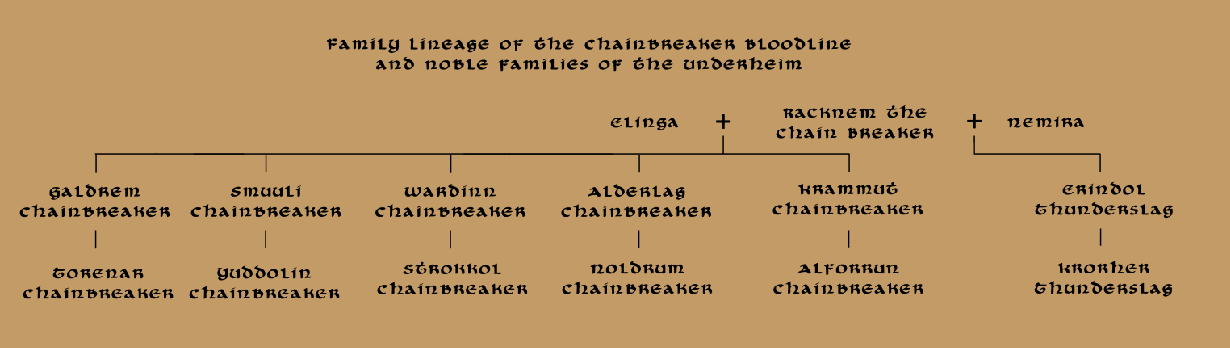 Family lineage of the Chainbreaker bloodline
and noble families of the Underheim
Elinga + Racknem the
Chain Breaker + Nemira
Galdrem
Chainbreaker
Smuuli
Chainbreaker
Wardinn
Chainbreaker
Alderlag
Chainbreaker
Krammut
Chainbreaker
Erindol
Thunderslag
Torenar
Chainbreaker
Yuddolin
Chainbreaker
Strokkol
Chainbreaker
Noldrum
Chainbreaker
Alforrun
Chainbreaker
Krorher
Thunderslag